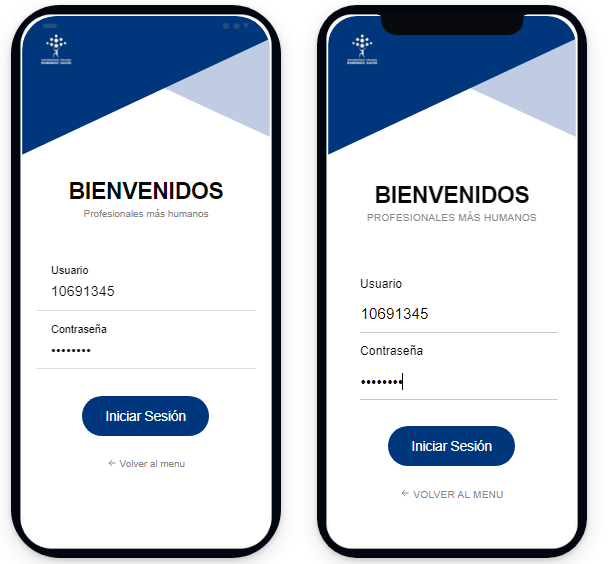 BIENVENIDOS
Profesionales más humanos
Usuario
10691345
Contraseña
••••••••
Iniciar Sesión
← Volver al menu
BIENVENIDOS
PROFESIONALES MÁS HUMANOS
Usuario
10691345
Contraseña
••••••••
Iniciar Sesión
← VOLVER AL MENU